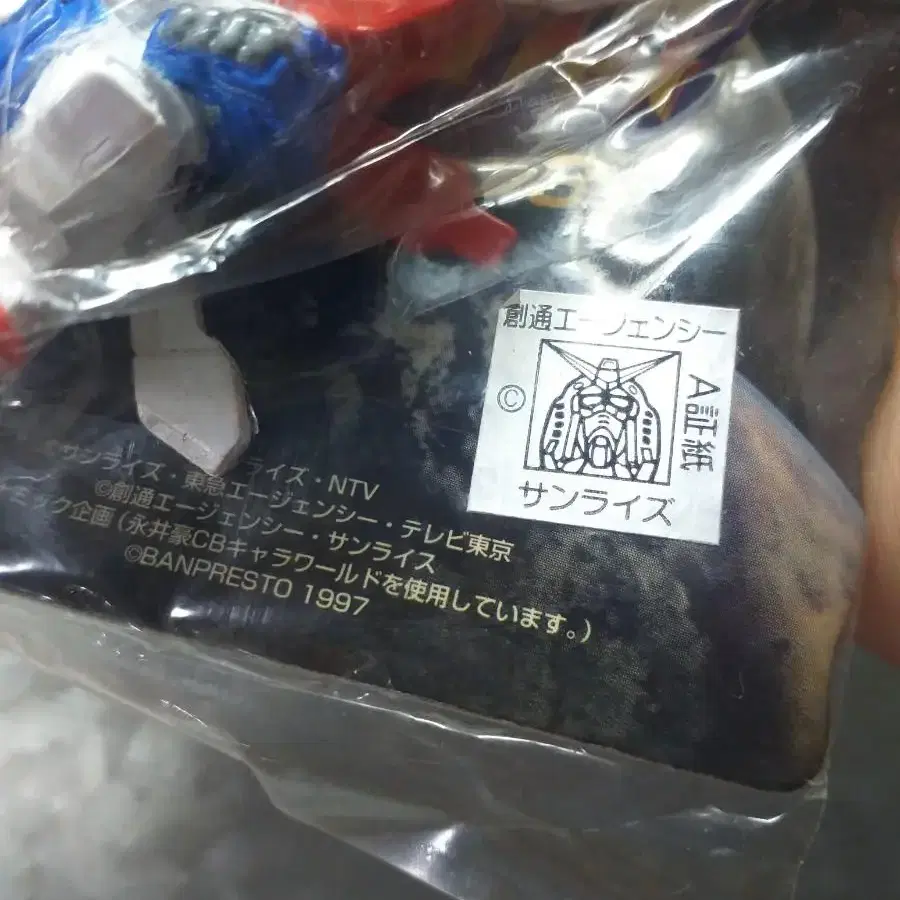 創通エージェンシー
©
A証紙
サンライズ
サンライズ・ ライズ・NTV
・東急エージェンシー・テレビ東京
©創通エージェンシー・サンライズ
ミック企画(永井豪CBキャラワールドを使用しています。)
©BANPRESTO 1997